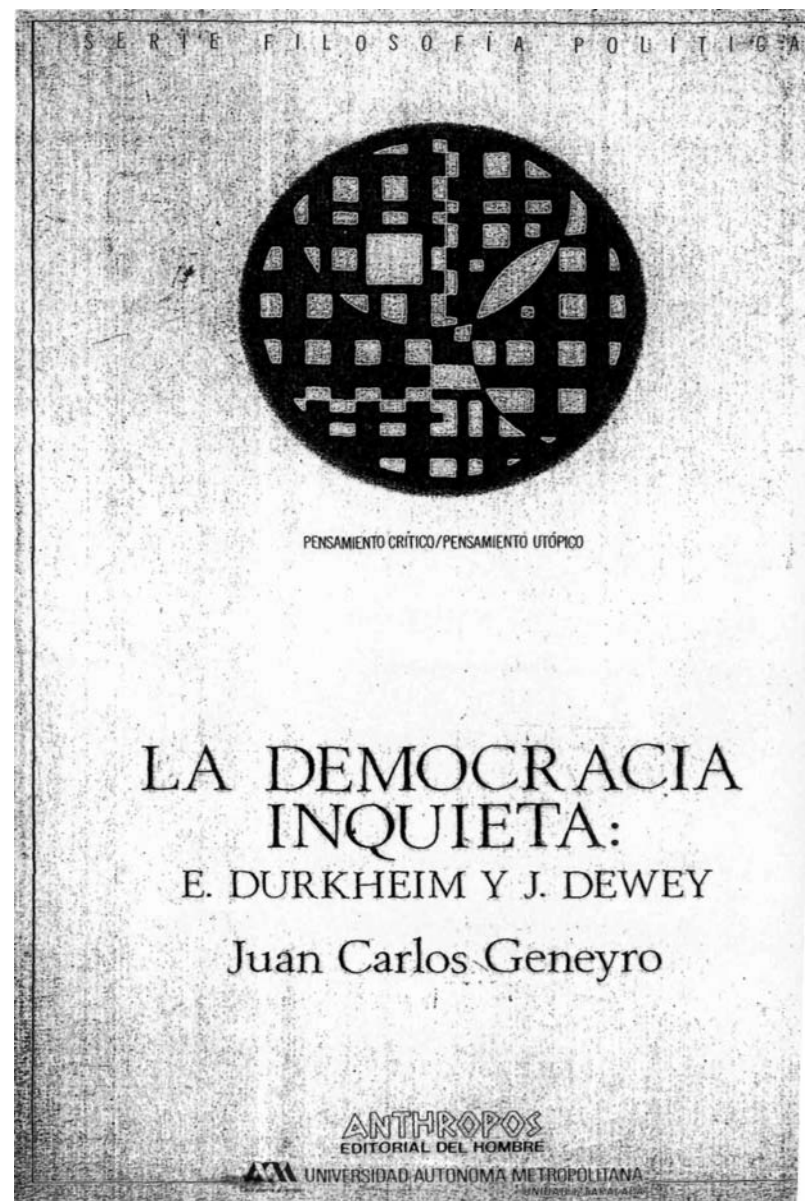 SERIE FILOSOFÍA POLÍTICA
PENSAMIENTO CRÍTICO/PENSAMIENTO UTÓPICO
LA DEMOCRACIA
INQUIETA:
E. DURKHEIM Y J. DEWEY
Juan Carlos Geneyro
ANTHROPOS
EDITORIAL DEL HOMBRE
UNIVERSIDAD AUTONOMA METROPOLITANA